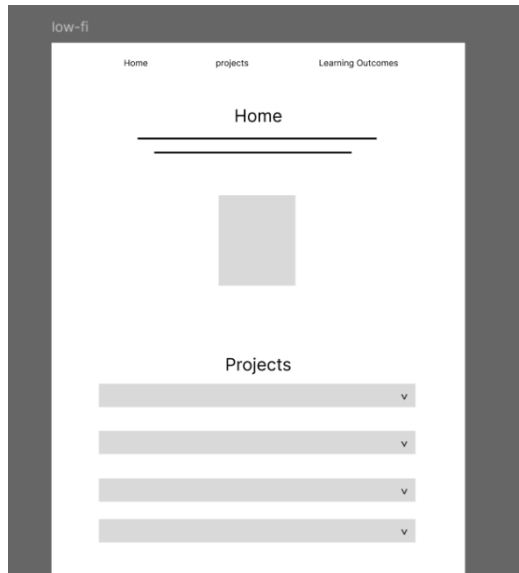 low-fi
Home projects Learning Outcomes
Home
Projects
v
v
v
v